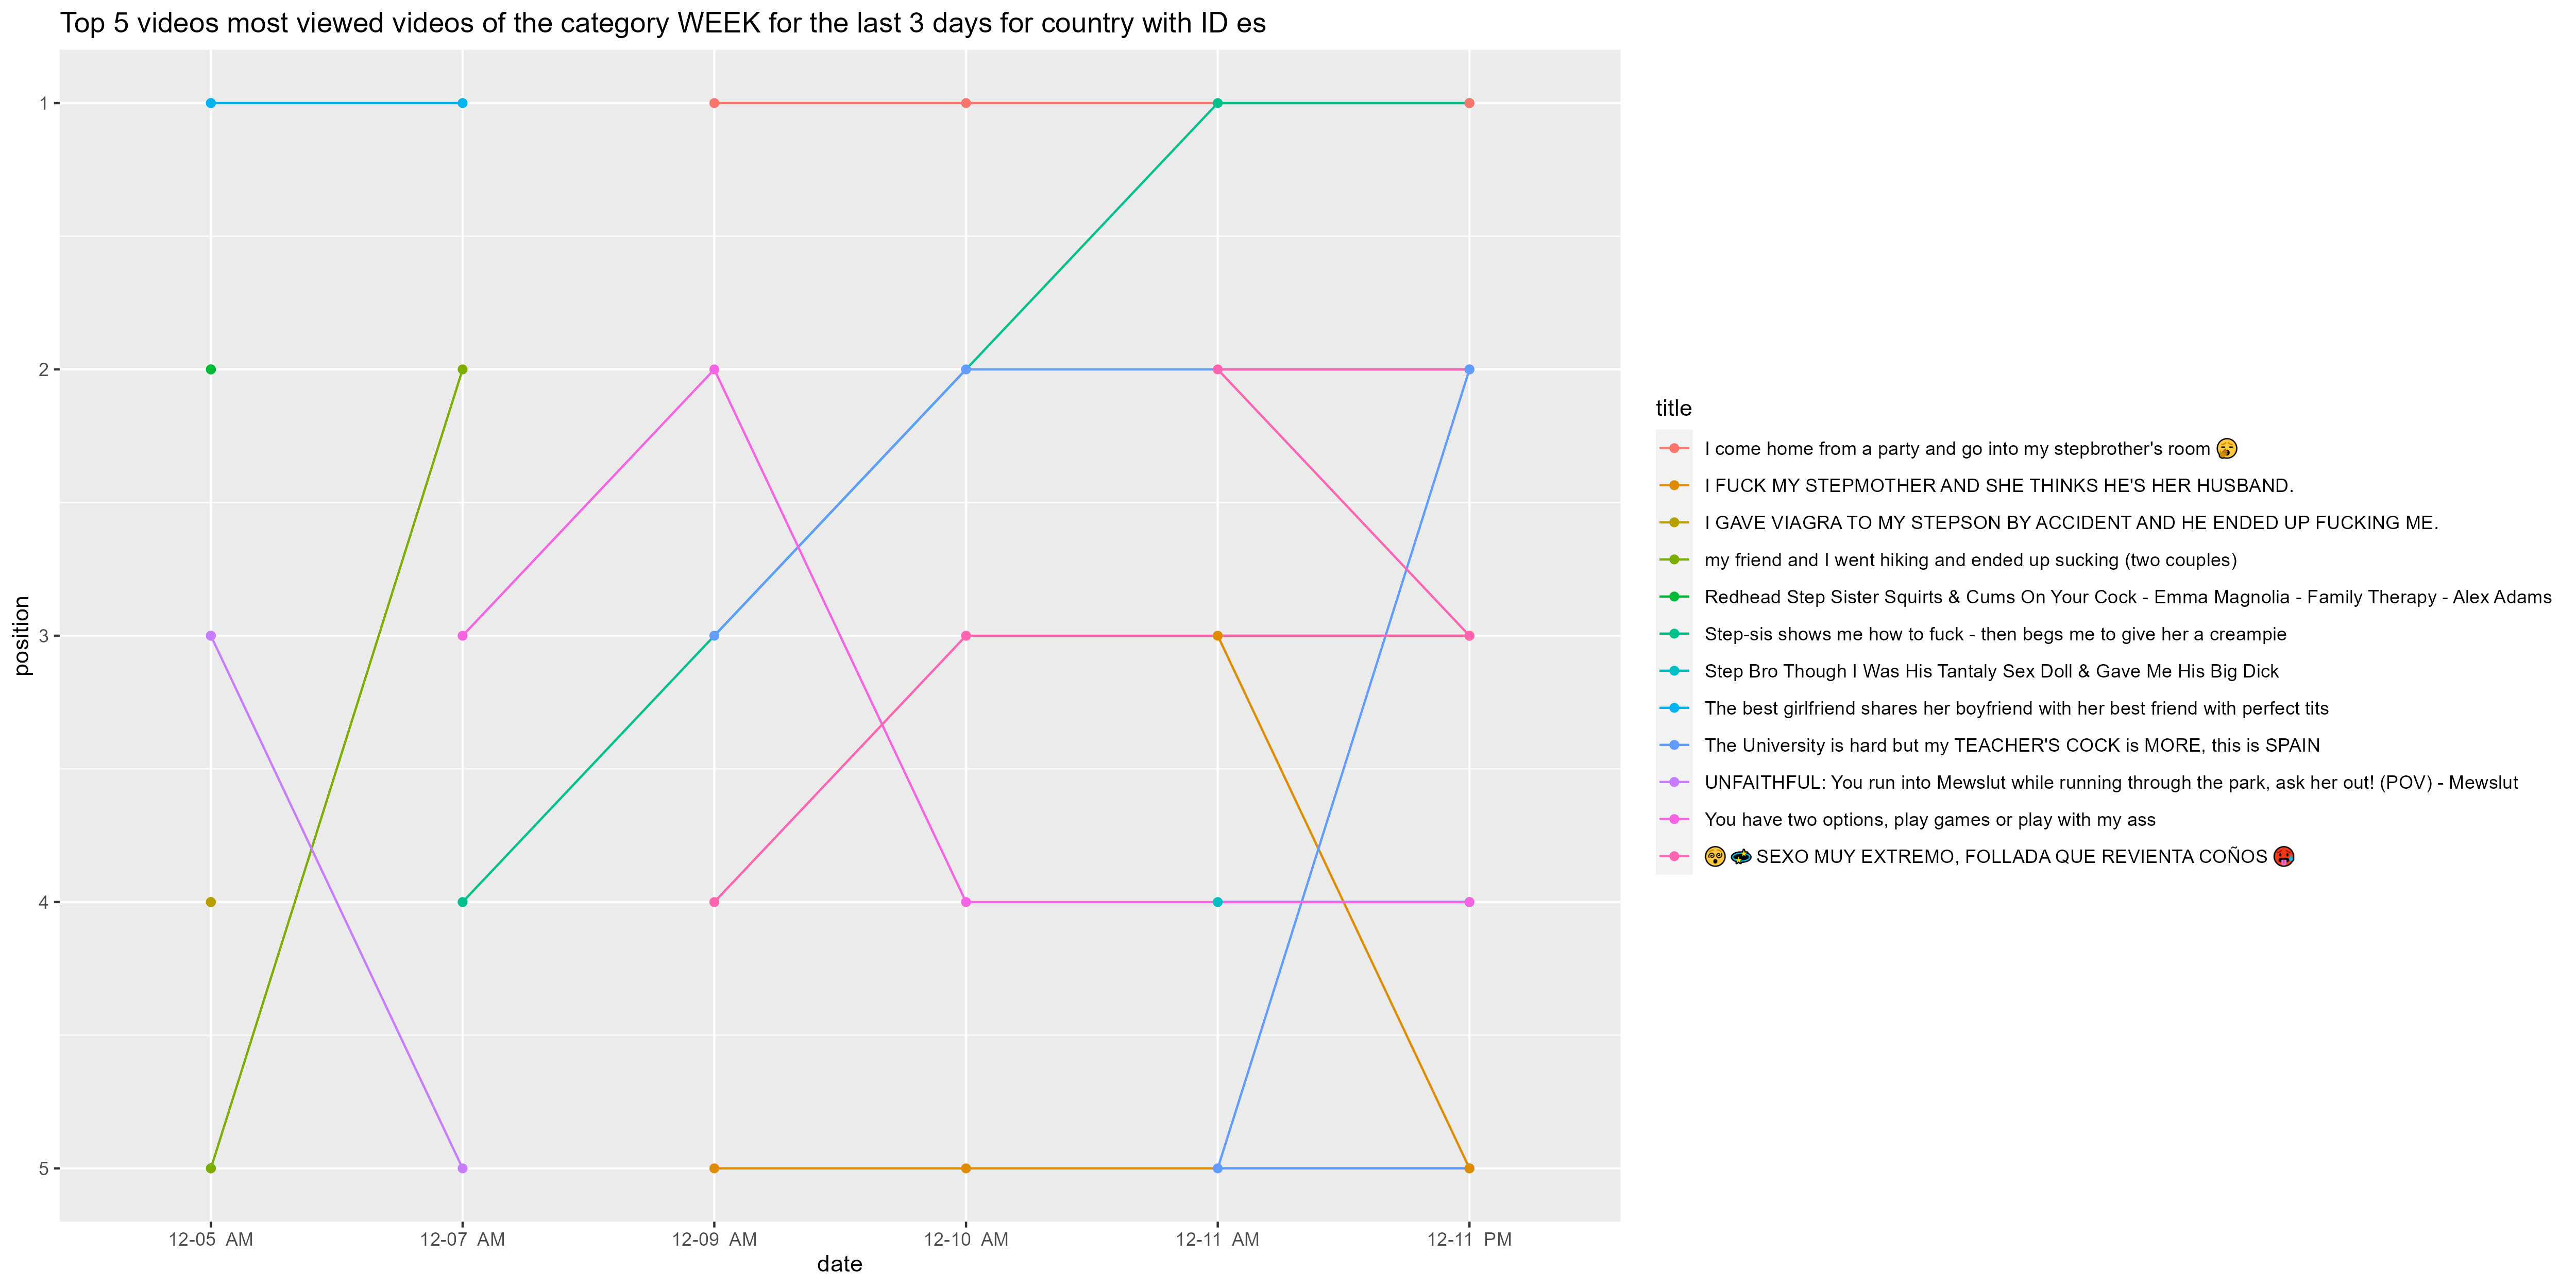 Top 5 videos most viewed videos of the category WEEK for the last 3 days for country with ID es
position
1
2
3
4
5
12-05 AM
12-07 AM
12-09 AM
12-10 AM
12-11 AM
12-11 PM
date
title
I come home from a party and go into my stepbrother's room 🥱
I FUCK MY STEPMOTHER AND SHE THINKS HE'S HER HUSBAND.
I GAVE VIAGRA TO MY STEPSON BY ACCIDENT AND HE ENDED UP FUCKING ME.
my friend and I went hiking and ended up sucking (two couples)
Redhead Step Sister Squirts & Cums On Your Cock - Emma Magnolia - Family Therapy - Alex Adams
Step-sis shows me how to fuck - then begs me to give her a creampie
Step Bro Though I Was His Tantaly Sex Doll & Gave Me His Big Dick
The best girlfriend shares her boyfriend with her best friend with perfect tits
The University is hard but my TEACHER'S COCK is MORE, this is SPAIN
UNFAITHFUL: You run into Mewslut while running through the park, ask her out! (POV) - Mewslut
You have two options, play games or play with my ass
😵‍💫 SEXO MUY EXTREMO, FOLLADA QUE REVIENTA COÑOS 🥵